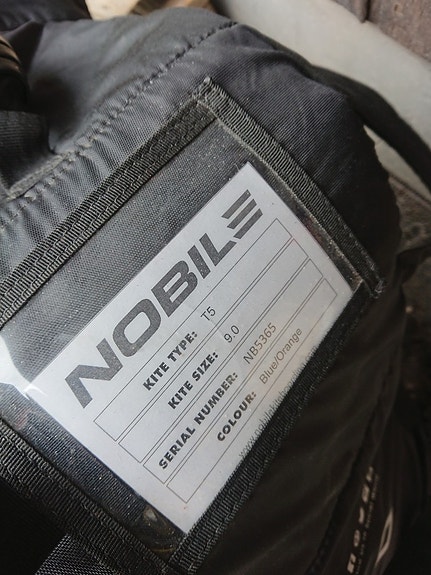 NOBILE
KITE TYPE: T5
KITE SIZE: 9.0
SERIAL NUMBER: NB5365
COLOUR: Blue/Orange